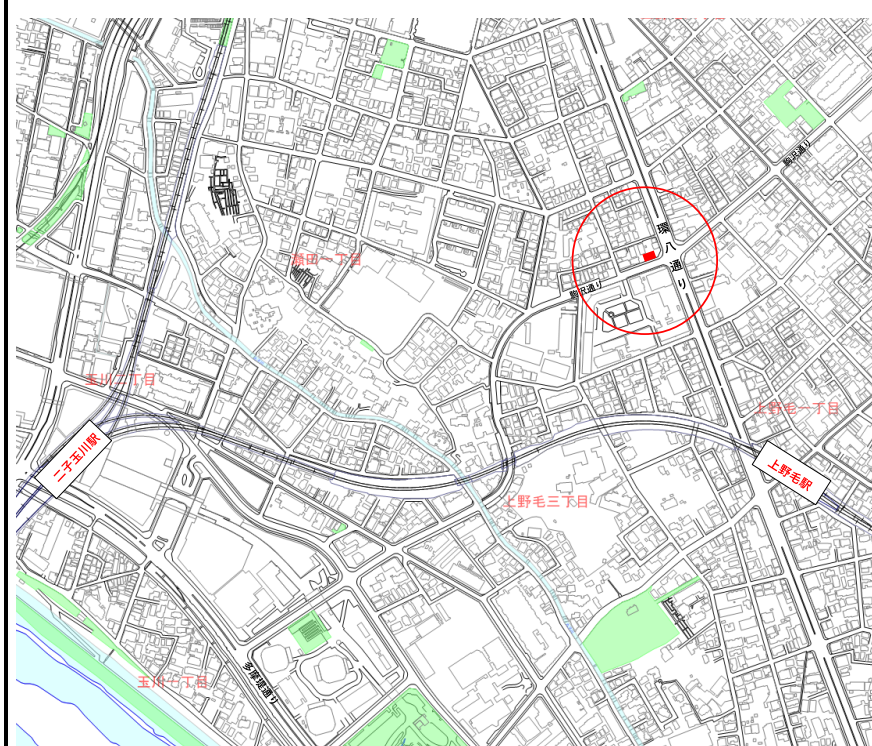 駒沢通り
環八通り
瀬田一丁目
駒沢通り
玉川二丁目
上野毛一丁目
二子玉川駅
上野毛駅
上野毛三丁目
玉川一丁目
多摩堤通り